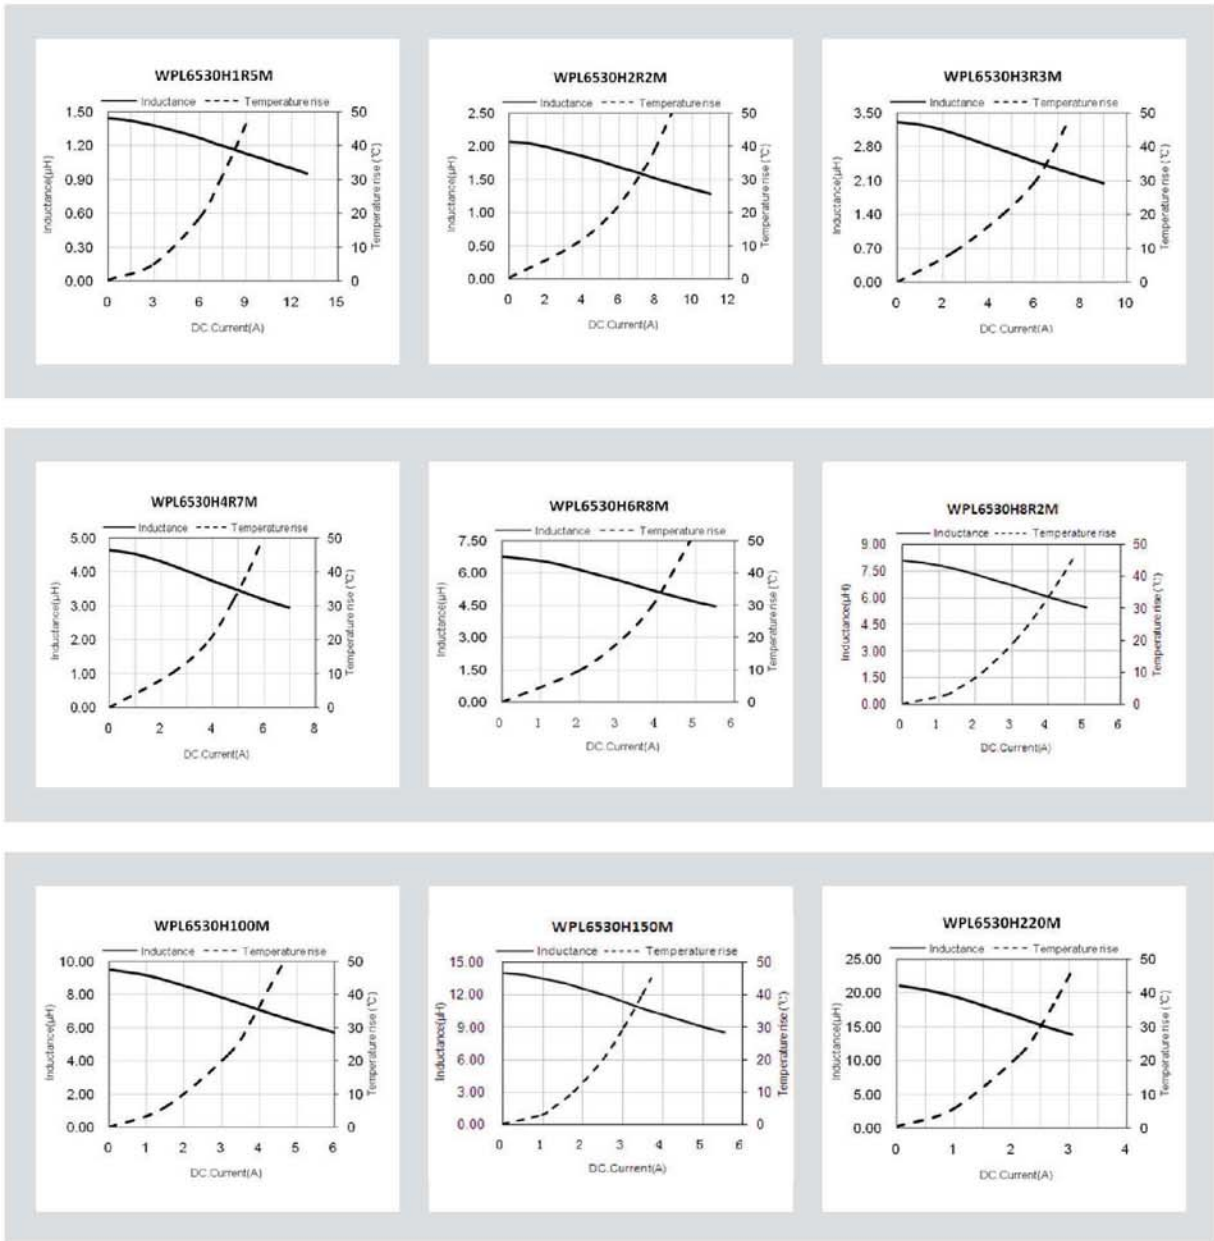 WPL6530H1R5M
Inductance Temperature rise
1.50 50
1.20 40
0.90 30
0.60 20
0.30 10
0.00 0
0 3 6 9 12 15
Inductance(μH)
Temperature rise (℃)
DC.Current(A)
WPL6530H2R2M
Inductance Temperature rise
2.50 50
2.00 40
1.50 30
1.00 20
0.50 10
0.00 0
0 2 4 6 8 10 12
Inductance(μH)
Temperature rise (℃)
DC.Current(A)
WPL6530H3R3M
Inductance Temperature rise
3.50 50
2.80 40
2.10 30
1.40 20
0.70 10
0.00 0
0 2 4 6 8 10
Inductance(μH)
Temperature rise (℃)
DC.Current(A)
WPL6530H4R7M
Inductance Temperature rise
5.00 50
4.00 40
3.00 30
2.00 20
1.00 10
0.00 0
0 2 4 6 8
Inductance(μH)
Temperature rise (℃)
DC.Current(A)
WPL6530H6R8M
Inductance Temperature rise
7.50 50
6.00 40
4.50 30
3.00 20
1.50 10
0.00 0
0 1 2 3 4 5 6
Inductance(μH)
Temperature rise (℃)
DC.Current(A)
WPL6530H8R2M
Inductance Temperature rise
9.00 50
7.50 40
6.00 30
4.50 20
3.00 10
1.50 0
0.00
0 1 2 3 4 5 6
Inductance(μH)
Temperature rise (℃)
DC.Current(A)
WPL6530H100M
Inductance Temperature rise
10.00 50
8.00 40
6.00 30
4.00 20
2.00 10
0.00 0
0 1 2 3 4 5 6
Inductance(μH)
Temperature rise (℃)
DC.Current(A)
WPL6530H150M
Inductance Temperature rise
15.00 50
12.00 40
9.00 30
6.00 20
3.00 10
0.00 0
0 1 2 3 4 5 6
Inductance(μH)
Temperature rise (℃)
DC.Current(A)
WPL6530H220M
Inductance Temperature rise
25.00 50
20.00 40
15.00 30
10.00 20
5.00 10
0.00 0
0 1 2 3 4
Inductance(μH)
Temperature rise (℃)
DC.Current(A)